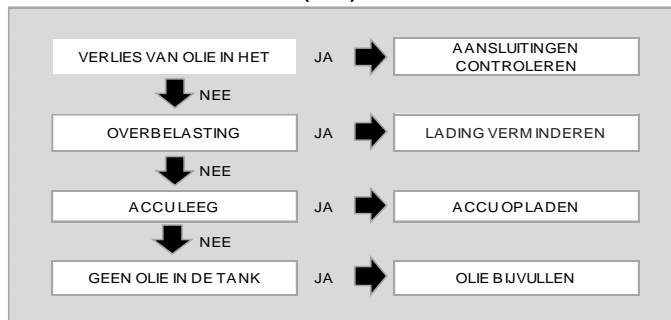 VERLIES VAN OLIE IN HET JA AANSLUITINGEN
CONTROLEREN
NEE
OVERBELASTING JA LADING VERMINDEREN
NEE
ACCU LEEG JA ACCU OPLADEN
NEE
GEEN OLIE IN DE TANK JA OLIE BIJVULLEN